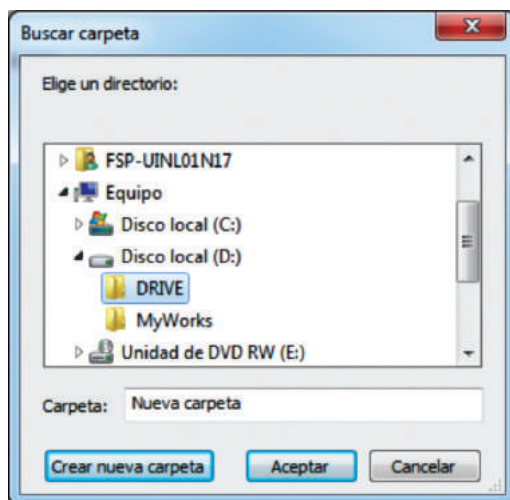 Buscar carpeta
Elige un directorio:
FSP-UINL01N17
Equipo
Disco local (C:)
Disco local (D:)
DRIVE
MyWorks
Unidad de DVD RW (E:)
Carpeta: Nueva carpeta
Crear nueva carpeta Aceptar Cancelar